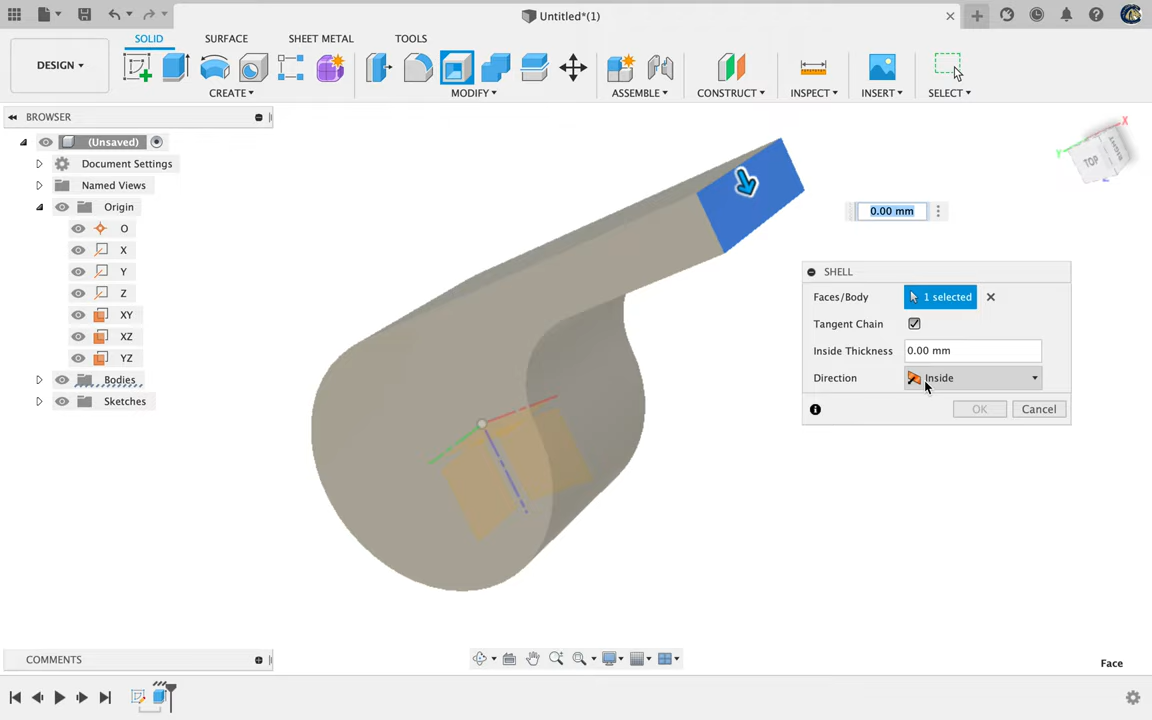 Untitled*(1)
SOLID SURFACE SHEET METAL TOOLS
DESIGN
CREATE MODIFY ASSEMBLE CONSTRUCT INSPECT INSERT SELECT
BROWSER
(Unsaved)
Document Settings
Named Views
Origin
O
X
Y
Z
XY
XZ
YZ
Bodies
Sketches
X
Y
TOP
RIGHT
0.00 mm
SHELL
Faces/Body 1 selected
Tangent Chain
Inside Thickness 0.00 mm
Direction Inside
OK Cancel
COMMENTS
Face